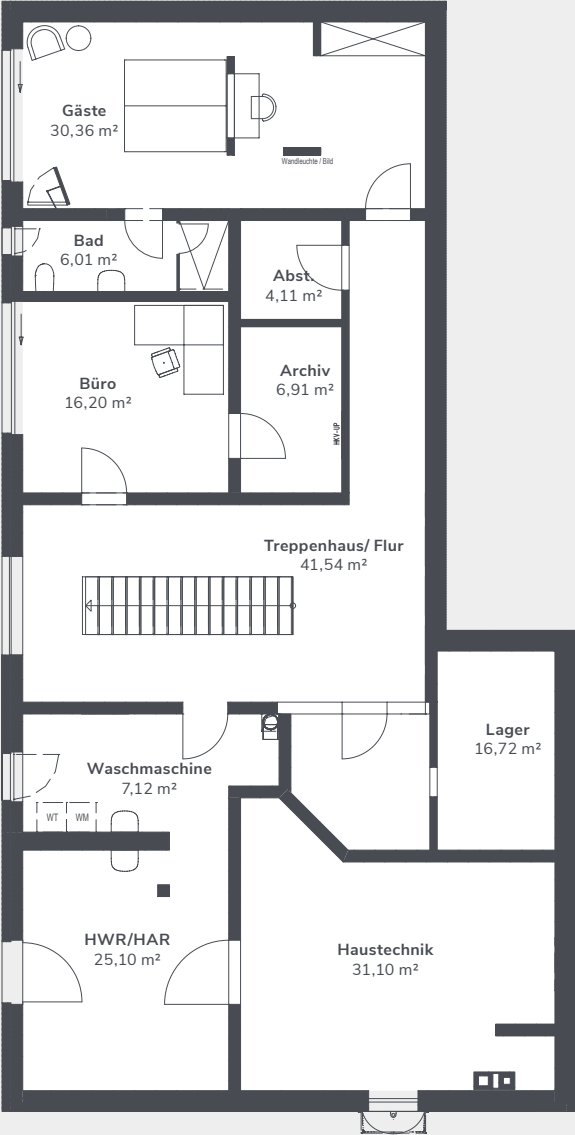 Gäste
30,36 m²
Wandleuchte / Bild
Bad
6,01 m²
Abst.
4,11 m²
Büro
16,20 m²
Archiv
6,91 m²
HKV-UP
Treppenhaus/ Flur
41,54 m²
Lager
16,72 m²
Waschmaschine
7,12 m²
WT WM
HWR/HAR
25,10 m²
Haustechnik
31,10 m²